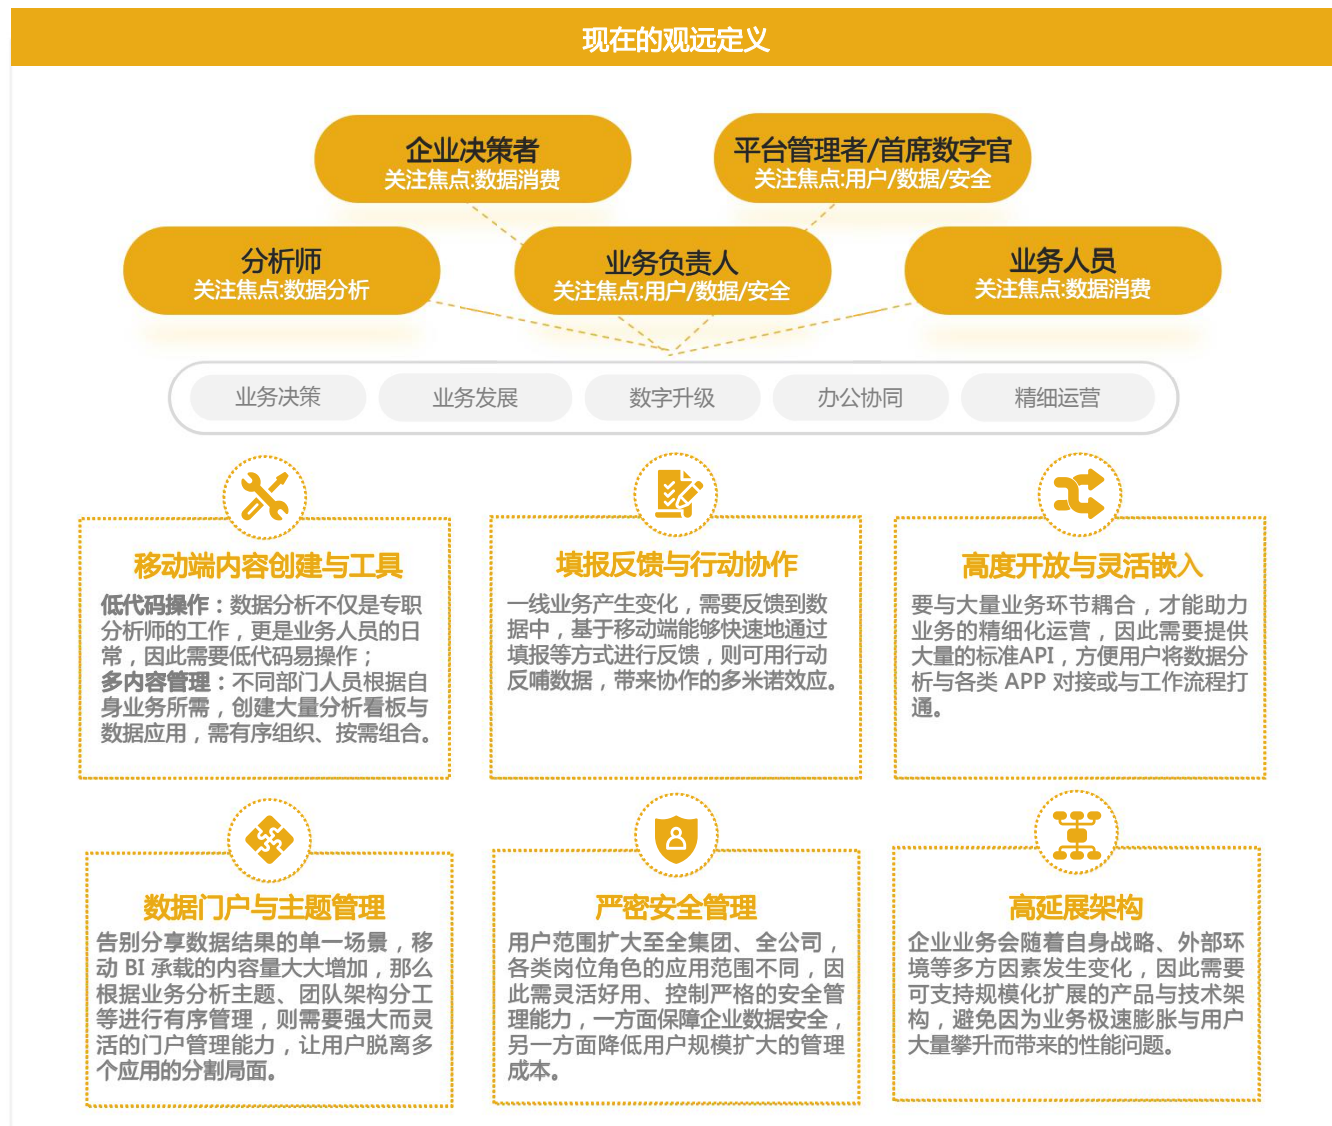 现在的观远定义
企业决策者
关注焦点:数据消费
平台管理者/首席数字官
关注焦点:用户/数据/安全
分析师
关注焦点:数据分析
业务负责人
关注焦点:用户/数据/安全
业务人员
关注焦点:数据消费
业务决策
业务发展
数字升级
办公协同
精细运营
移动端内容创建与工具
低代码操作：数据分析不仅是专职
分析师的工作，更是业务人员的日
常，因此需要低代码易操作；
多内容管理：不同部门人员根据自
身业务所需，创建大量分析看板与
数据应用，需有序组织、按需组合。
填报反馈与行动协作
一线业务产生变化，需要反馈到数
据中，基于移动端能够快速地通过
填报等方式进行反馈，则可用行动
反哺数据，带来协作的多米诺效应。
高度开放与灵活嵌入
要与大量业务环节耦合，才能助力
业务的精细化运营，因此需要提供
大量的标准API，方便用户将数据分
析与各类 APP 对接或与工作流程打
通。
数据门户与主题管理
告别分享数据结果的单一场景，移
动 BI 承载的内容量大大增加，那么
根据业务分析主题、团队架构分工
等进行有序管理，则需要强大而灵
活的门户管理能力，让用户脱离多
个应用的分割局面。
严密安全管理
用户范围扩大至全集团、全公司，
各类岗位角色的应用范围不同，因
此需灵活好用、控制严格的安全管
理能力，一方面保障企业数据安全，
另一方面降低用户规模扩大的管理
成本。
高延展架构
企业业务会随着自身战略、外部环
境等多方因素发生变化，因此需要
可支持规模化扩展的产品与技术架
构，避免因为业务极速膨胀与用户
大量攀升而带来的性能问题。